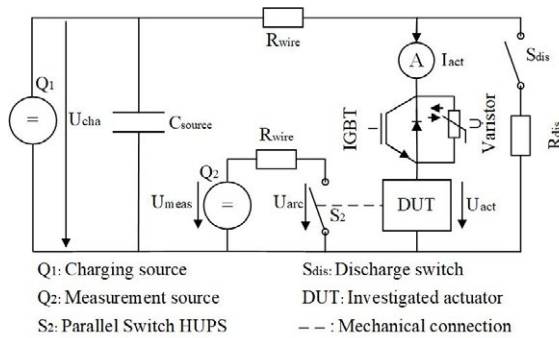 Rwire
A
Iact
Sdis
Q1
=
Ucha
Csource
IGBT
U
Varistor
Rdis
Rwire
Q2
Umeas
=
Uarc
S2
DUT
Uact
Q1: Charging source
Sdis: Discharge switch
Q2: Measurement source
DUT: Investigated actuator
S2: Parallel Switch HUPS
---: Mechanical connection